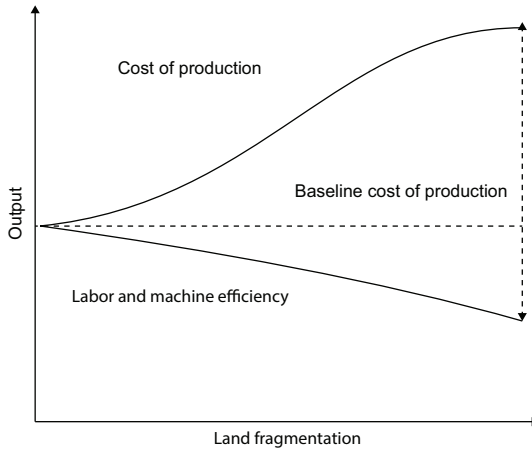 Cost of production
Baseline cost of production
Output
Labor and machine efficiency
Land fragmentation